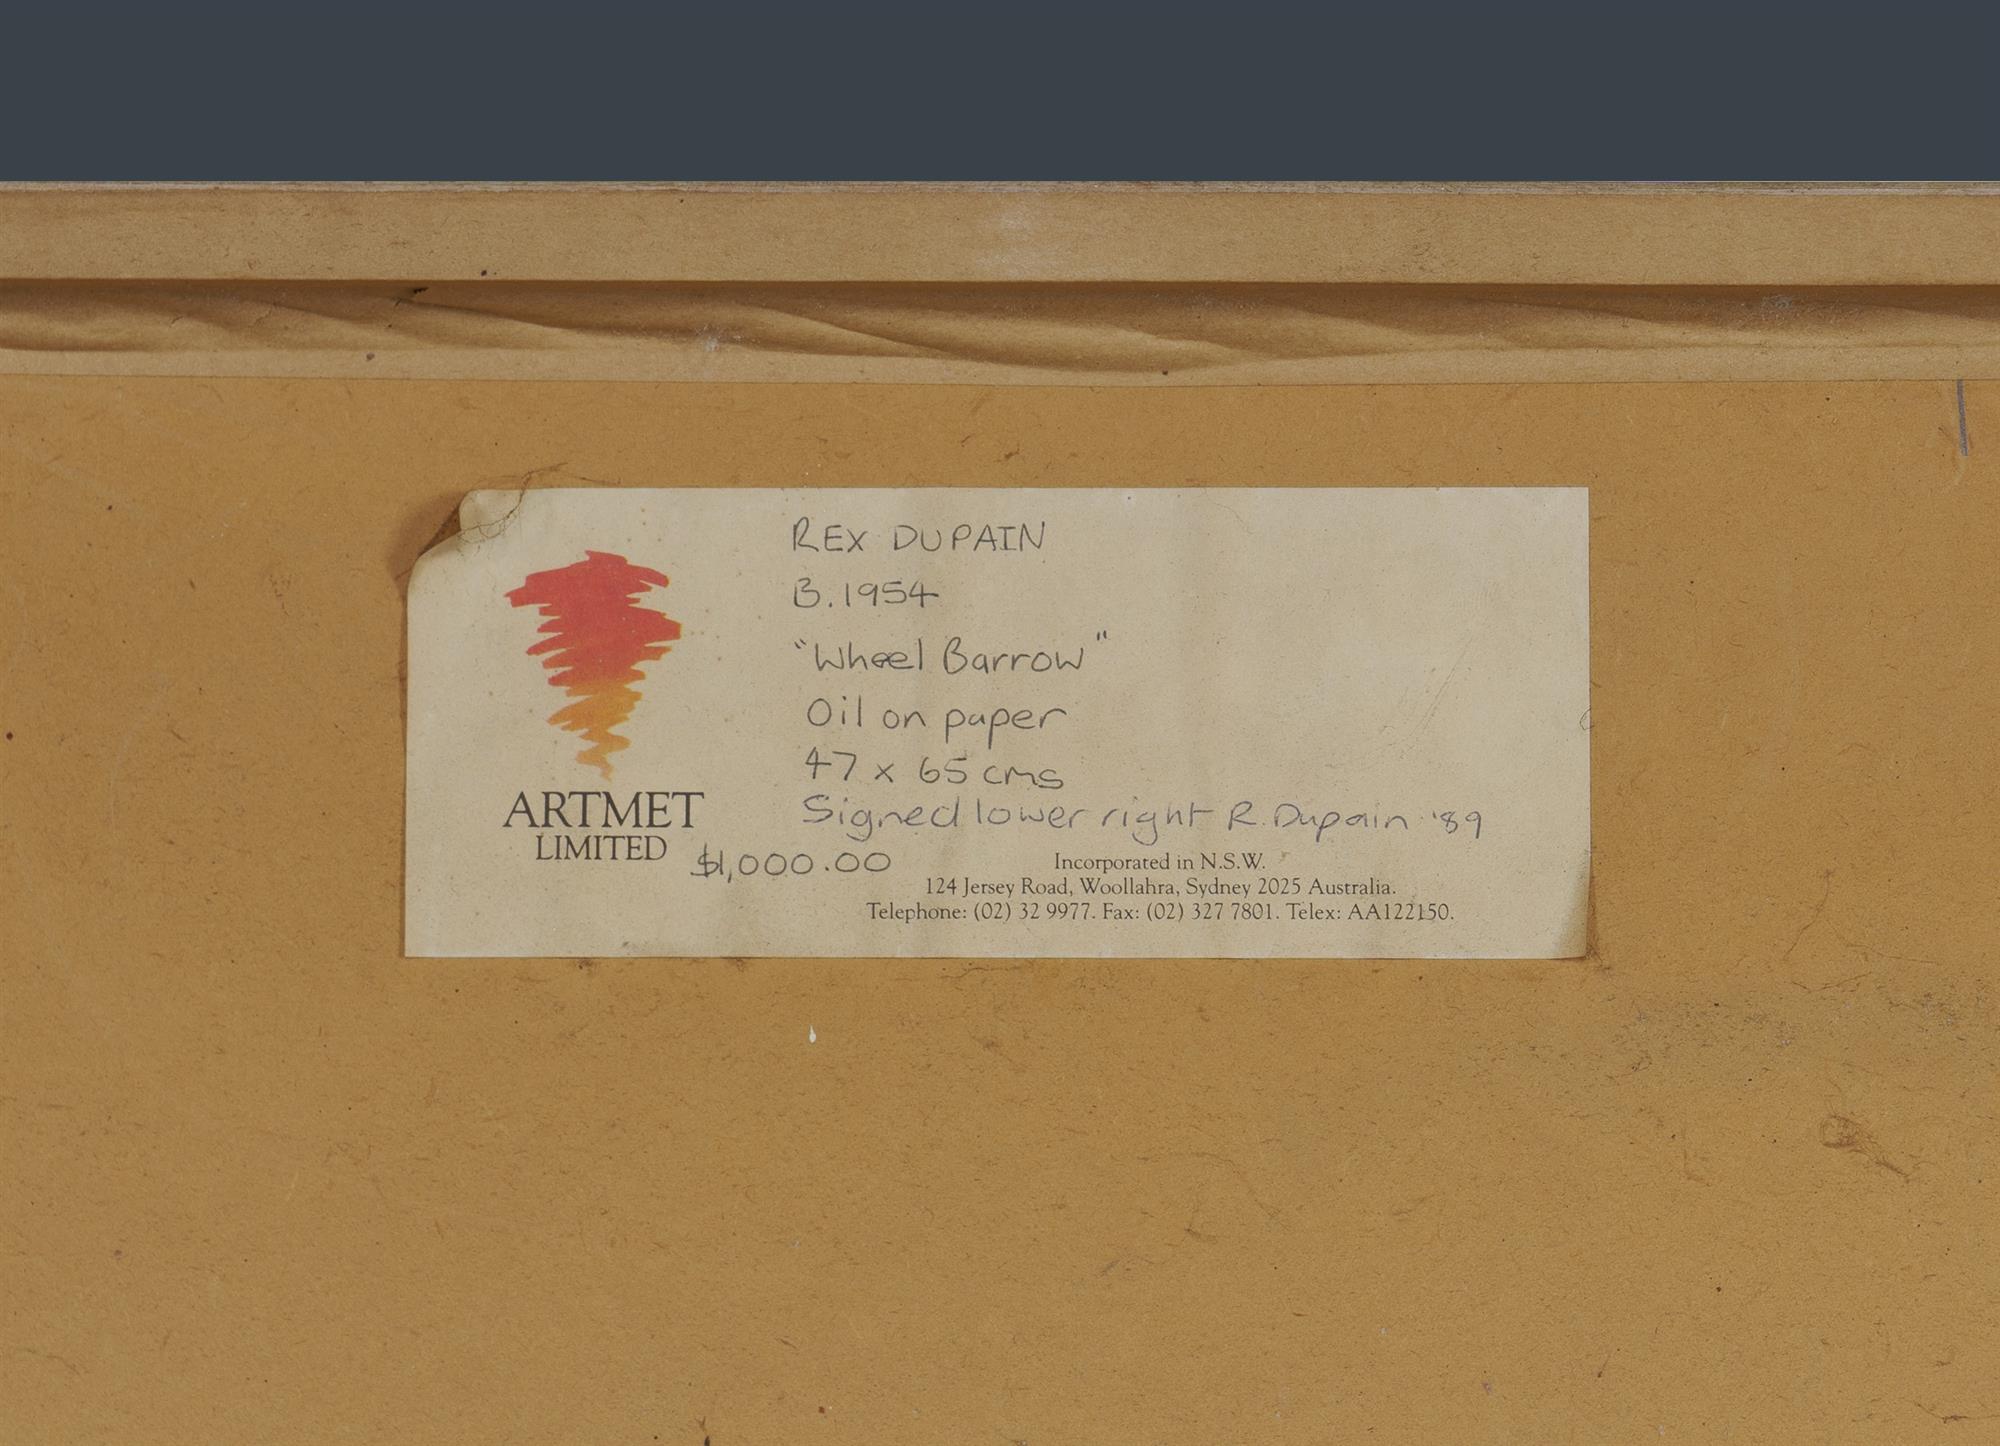 REX DUPAIN
B.1954
"Wheel Barrow"
Oil on paper
47 x 65 cms
Signed lower right R. Dupain '89
ARTMET
LIMITED
$1,000.00
Incorporated in N.S.W.
124 Jersey Road, Woollahra, Sydney 2025 Australia.
Telephone: (02) 32 9977. Fax: (02) 327 7801. Telex: AA122150.